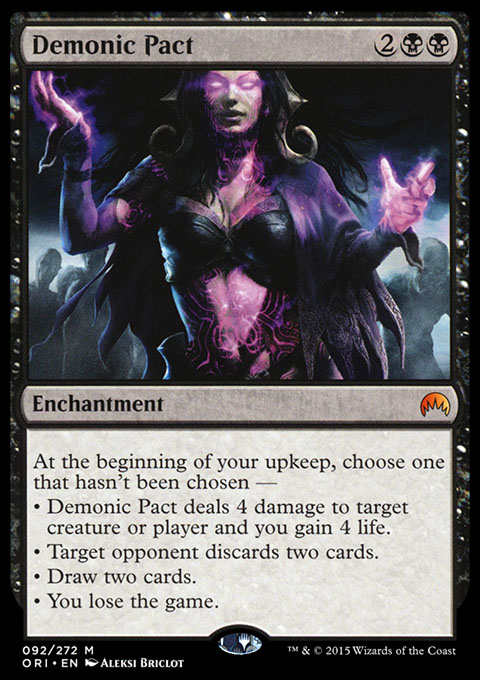 Demonic Pact 2
Enchantment
At the beginning of your upkeep, choose one
that hasn't been chosen —
• Demonic Pact deals 4 damage to target
creature or player and you gain 4 life.
• Target opponent discards two cards.
• Draw two cards.
• You lose the game.
092/272 M
ORI • EN Aleksi Briclot
™ & © 2015 Wizards of the Coast